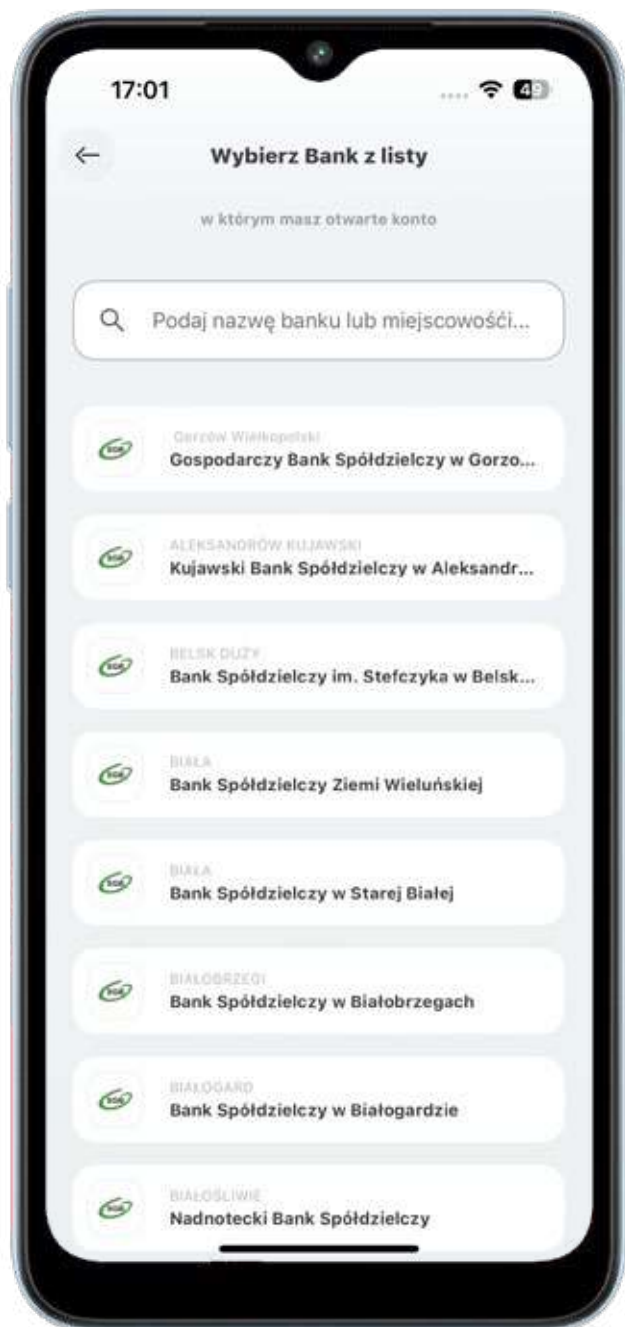 17:01
49
Wybierz Bank z listy
w którym masz otwarte konto
Podaj nazwę banku lub miejscowośći...
Gorzów Wielkopolski
Gospodarczy Bank Spółdzielczy w Gorzo...
ALEKSANDRÓW KUJAWSKI
Kujawski Bank Spółdzielczy w Aleksandr...
BELSK DUŻY
Bank Spółdzielczy im. Stefczyka w Belsk...
BIAŁA
Bank Spółdzielczy Ziemi Wieluńskiej
BIAŁA
Bank Spółdzielczy w Starej Białej
BIAŁOBRZEGI
Bank Spółdzielczy w Białobrzegach
BIAŁOGARD
Bank Spółdzielczy w Białogardzie
BIAŁOŚLIWIE
Nadnotecki Bank Spółdzielczy